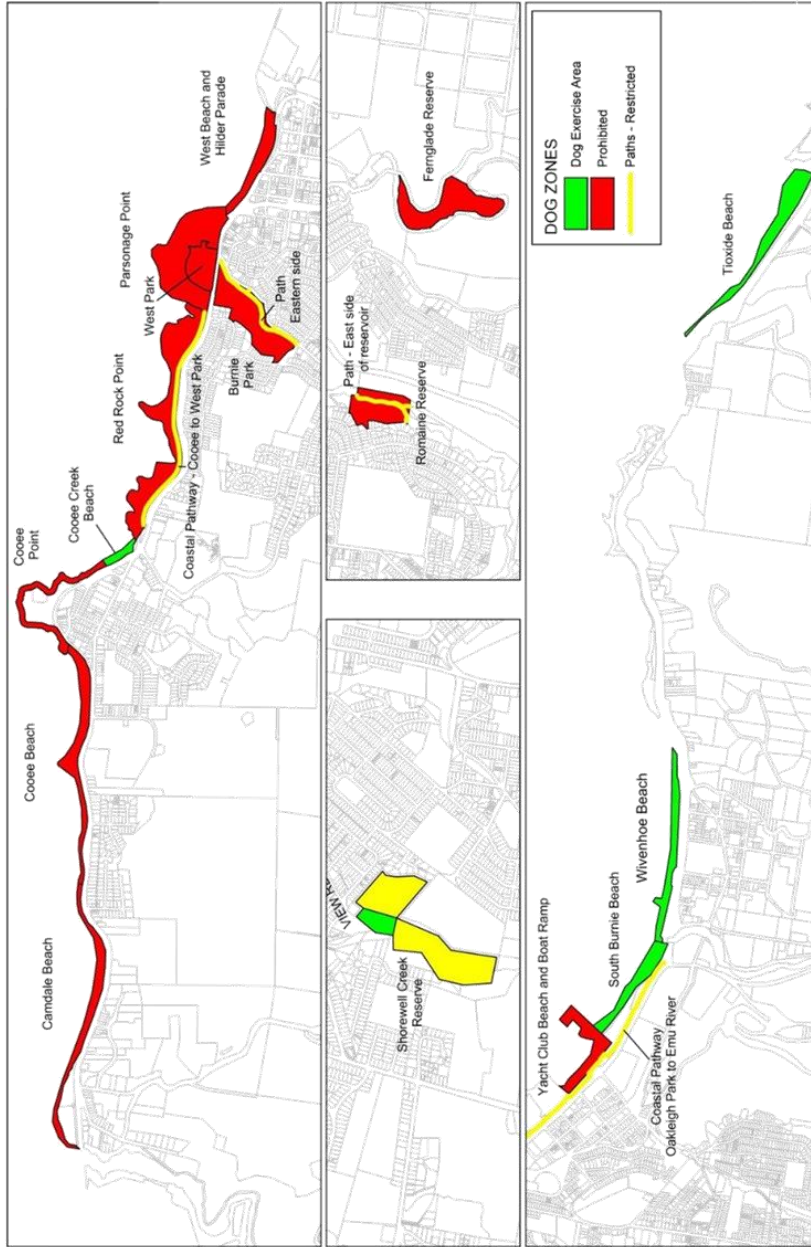 Camdale Beach
Cooee Beach
Cooee
Point
Cooee Creek
Beach
Red Rock Point
Coastal Pathway - Cooee to West Park
Parsonage Point
West Park
Burnie
Park
Path
Eastern side
West Beach and
Hilder Parade
VIEW RD
Shorewell Creek
Reserve
Path - East side
of reservoir
Romaine Reserve
Fernglade Reserve
Yacht Club Beach and Boat Ramp
South Burnie Beach
Coastal Pathway
Oakleigh Park to Emu River
Wivenhoe Beach
Tioxide Beach
DOG ZONES
Dog Exercise Area
Prohibited
Paths - Restricted